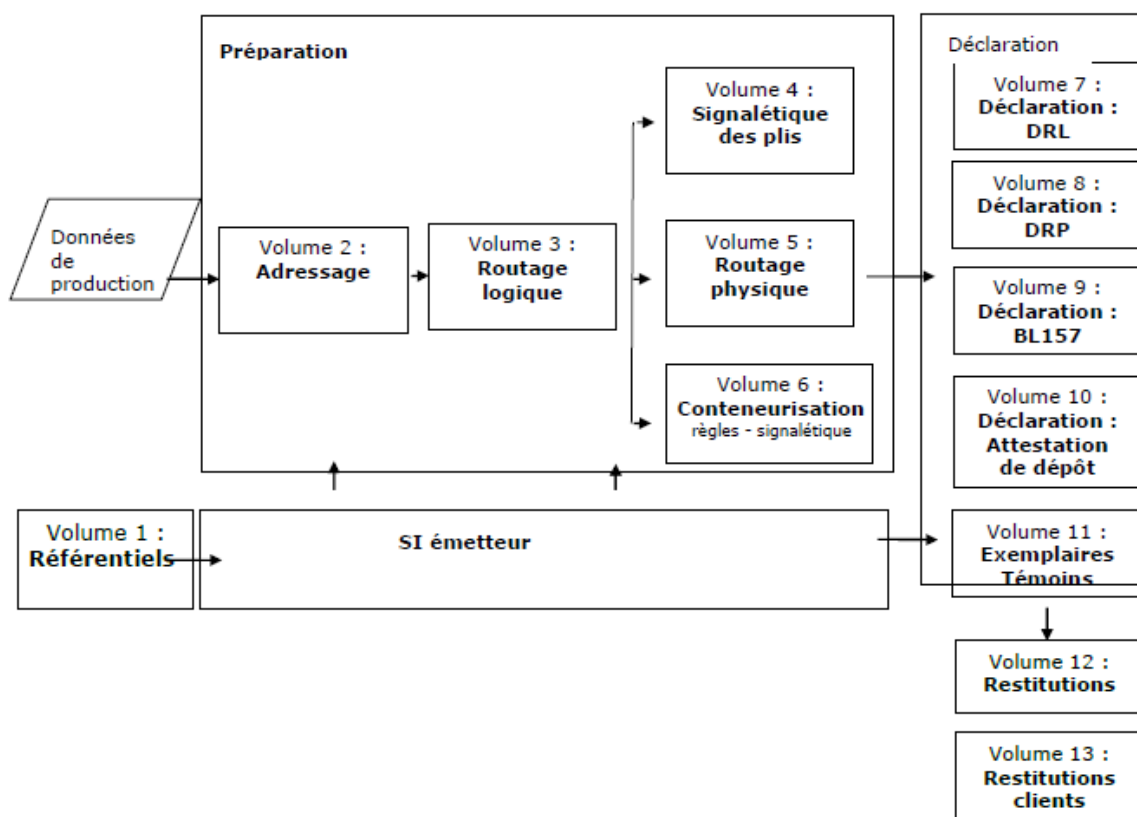 Préparation
Données
de
production
Volume 2 :
Adressage
Volume 3 :
Routage
logique
Volume 4 :
Signalétique
des plis
Volume 5 :
Routage
physique
Volume 6 :
Conteneurisation
règles - signalétique
Volume 1 :
Référentiels
SI émetteur
Déclaration
Volume 7 :
Déclaration :
DRL
Volume 8 :
Déclaration :
DRP
Volume 9 :
Déclaration :
BL157
Volume 10 :
Déclaration :
Attestation
de dépôt
Volume 11 :
Exemplaires
Témoins
Volume 12 :
Restitutions
Volume 13 :
Restitutions
clients